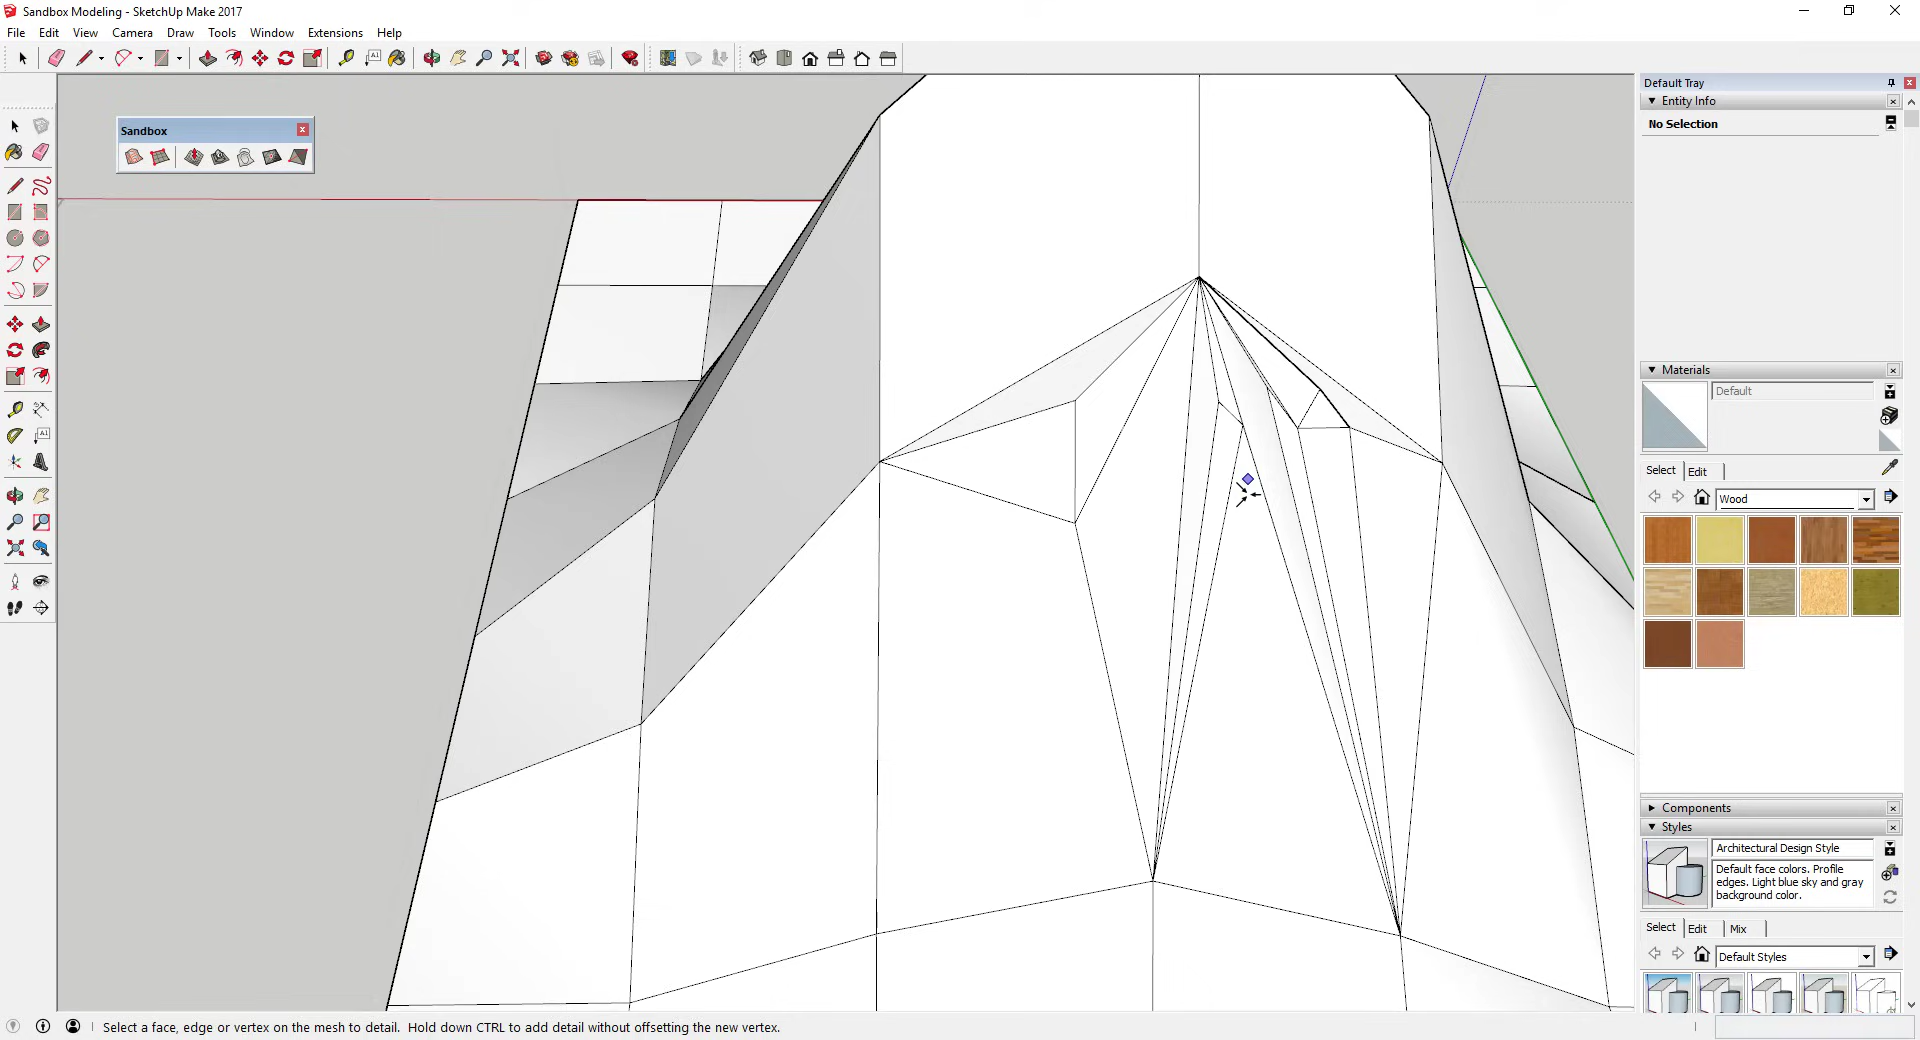 Sandbox Modeling - SketchUp Make 2017
File Edit View Camera Draw Tools Window Extensions Help
Sandbox
Default Tray
Entity Info
No Selection
Materials
Default
Select Edit
Wood
Components
Styles
Architectural Design Style
Default face colors. Profile
edges. Light blue sky and gray
background color.
Select Edit Mix
Default Styles
Select a face, edge or vertex on the mesh to detail. Hold down CTRL to add detail without offsetting the new vertex.